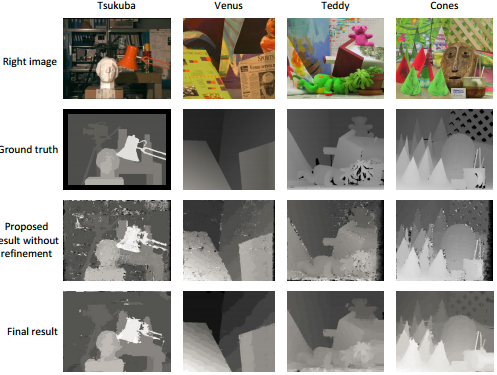 Tsukuba Venus Teddy Cones
Right image
Ground truth
Proposed
result without
refinement
Final result